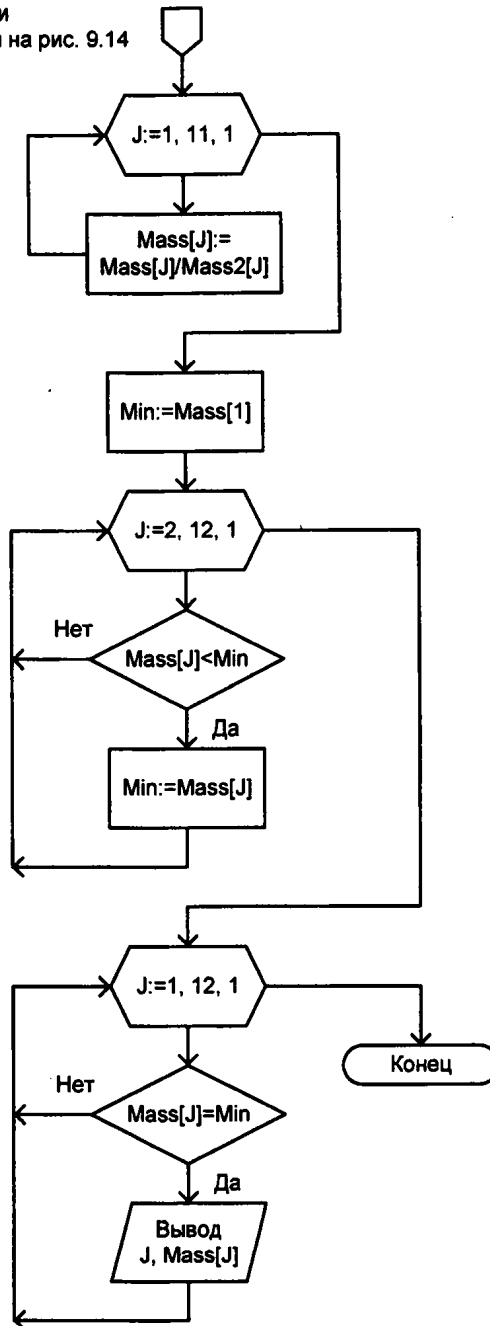 и
на рис. 9.14
J:=1, 11, 1
Mass[J]:=
Mass[J]/Mass2[J]
Min:=Mass[1]
J:=2, 12, 1
Нет
Mass[J]<Min
Да
Min:=Mass[J]
J:=1, 12, 1
Конец
Нет
Mass[J]=Min
Да
Вывод
J, Mass[J]